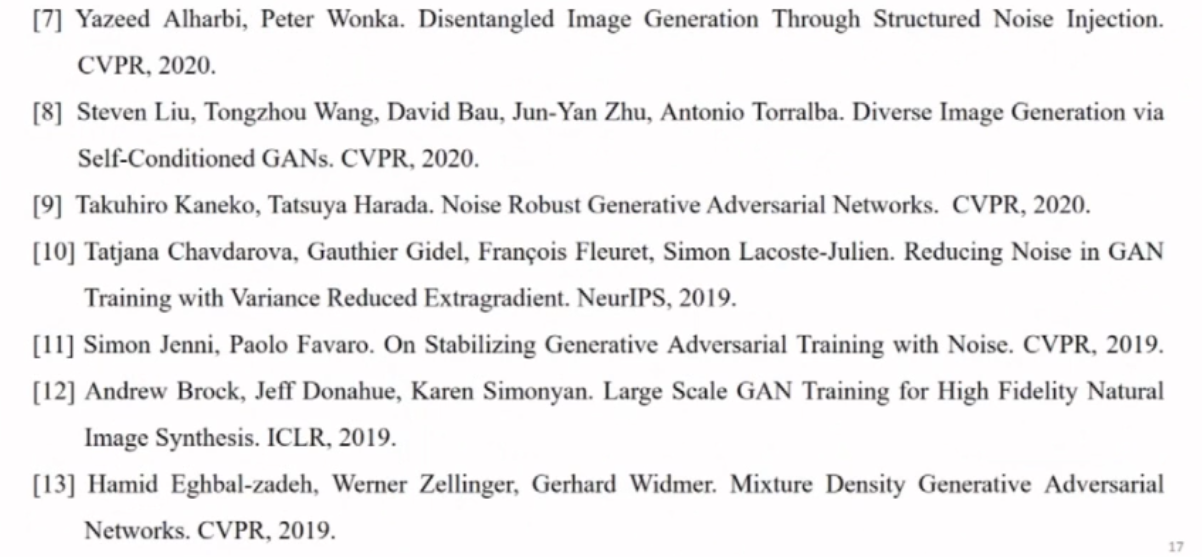 [7] Yazeed Alharbi, Peter Wonka. Disentangled Image Generation Through Structured Noise Injection.
CVPR, 2020.
[8] Steven Liu, Tongzhou Wang, David Bau, Jun-Yan Zhu, Antonio Torralba. Diverse Image Generation via
Self-Conditioned GANs. CVPR, 2020.
[9] Takuhiro Kaneko, Tatsuya Harada. Noise Robust Generative Adversarial Networks. CVPR, 2020.
[10] Tatjana Chavdarova, Gauthier Gidel, François Fleuret, Simon Lacoste-Julien. Reducing Noise in GAN
Training with Variance Reduced Extragradient. NeurIPS, 2019.
[11] Simon Jenni, Paolo Favaro. On Stabilizing Generative Adversarial Training with Noise. CVPR, 2019.
[12] Andrew Brock, Jeff Donahue, Karen Simonyan. Large Scale GAN Training for High Fidelity Natural
Image Synthesis. ICLR, 2019.
[13] Hamid Eghbal-zadeh, Werner Zellinger, Gerhard Widmer. Mixture Density Generative Adversarial
Networks. CVPR, 2019.
17